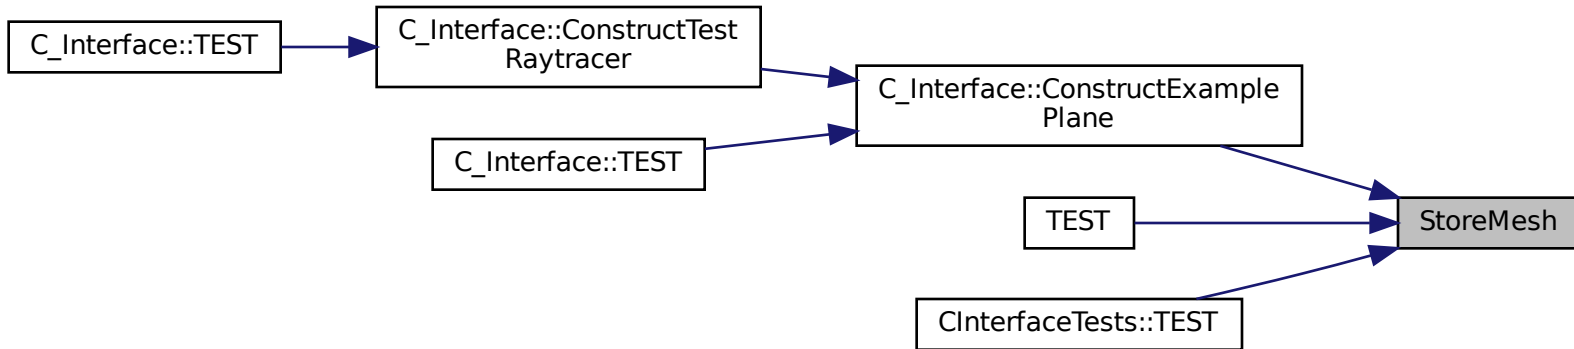 C_Interface::TEST
C_Interface::ConstructTest
Raytracer
C_Interface::TEST
C_Interface::ConstructExample
Plane
TEST
CInterfaceTests::TEST
StoreMesh